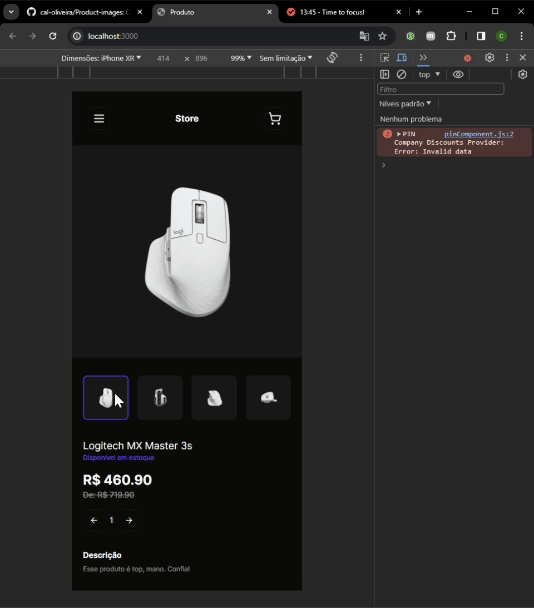 cal-oliveira/Product-images: C
Produto
13:45 - Time to focus!
localhost:3000
Dimensões: iPhone XR
414 × 896
99%
Sem limitação
top
Filtro
Níveis padrão
Nenhum problema
PIN pinComponent.js:2
Company Discounts Provider:
Error: Invalid data
Store
logi
Logitech MX Master 3s
Disponível em estoque
R$ 460.90
De: R$ 719.90
1
Descrição
Esse produto é top, mano. Confia!